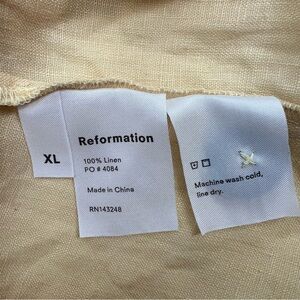 XL
Reformation
100% Linen
PO # 4084
Made in China
RN143248
Machine wash cold,
line dry.